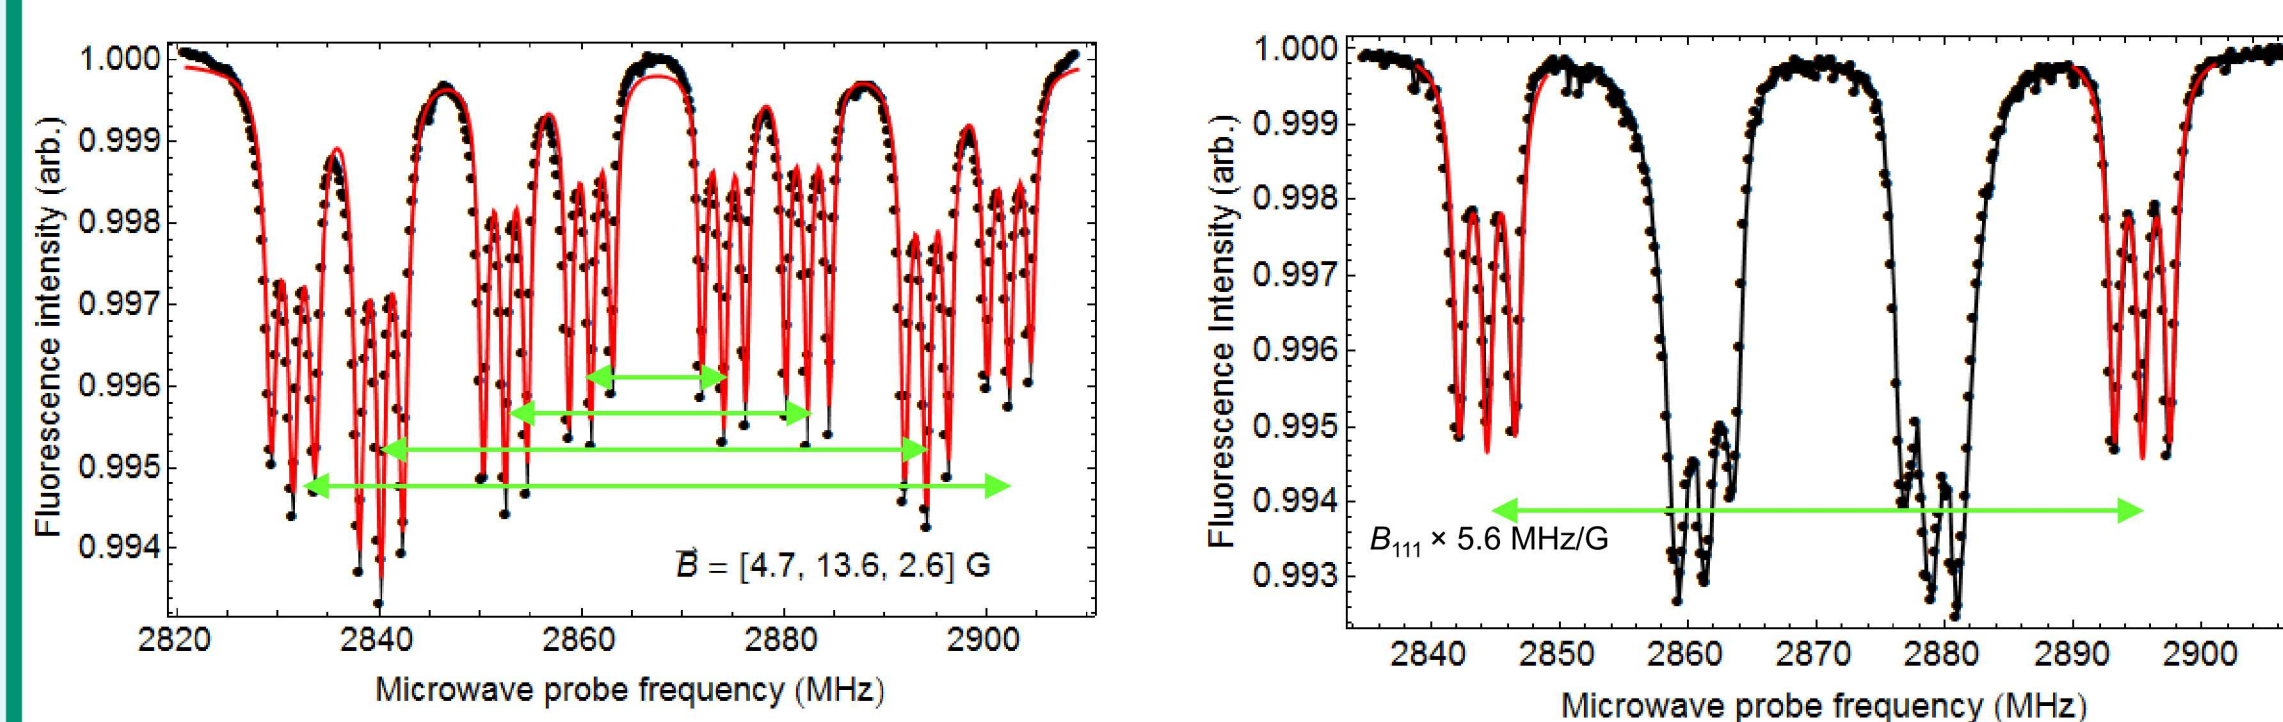 Fluorescence intensity (arb.)
1.000
0.999
0.998
0.997
0.996
0.995
0.994
B⃗ = [4.7, 13.6, 2.6] G
2820 2840 2860 2880 2900
Microwave probe frequency (MHz)
Fluorescence Intensity (arb.)
1.000
0.999
0.998
0.997
0.996
0.995
0.994
0.993
B₁₁₁ × 5.6 MHz/G
2840 2850 2860 2870 2880 2890 2900
Microwave probe frequency (MHz)